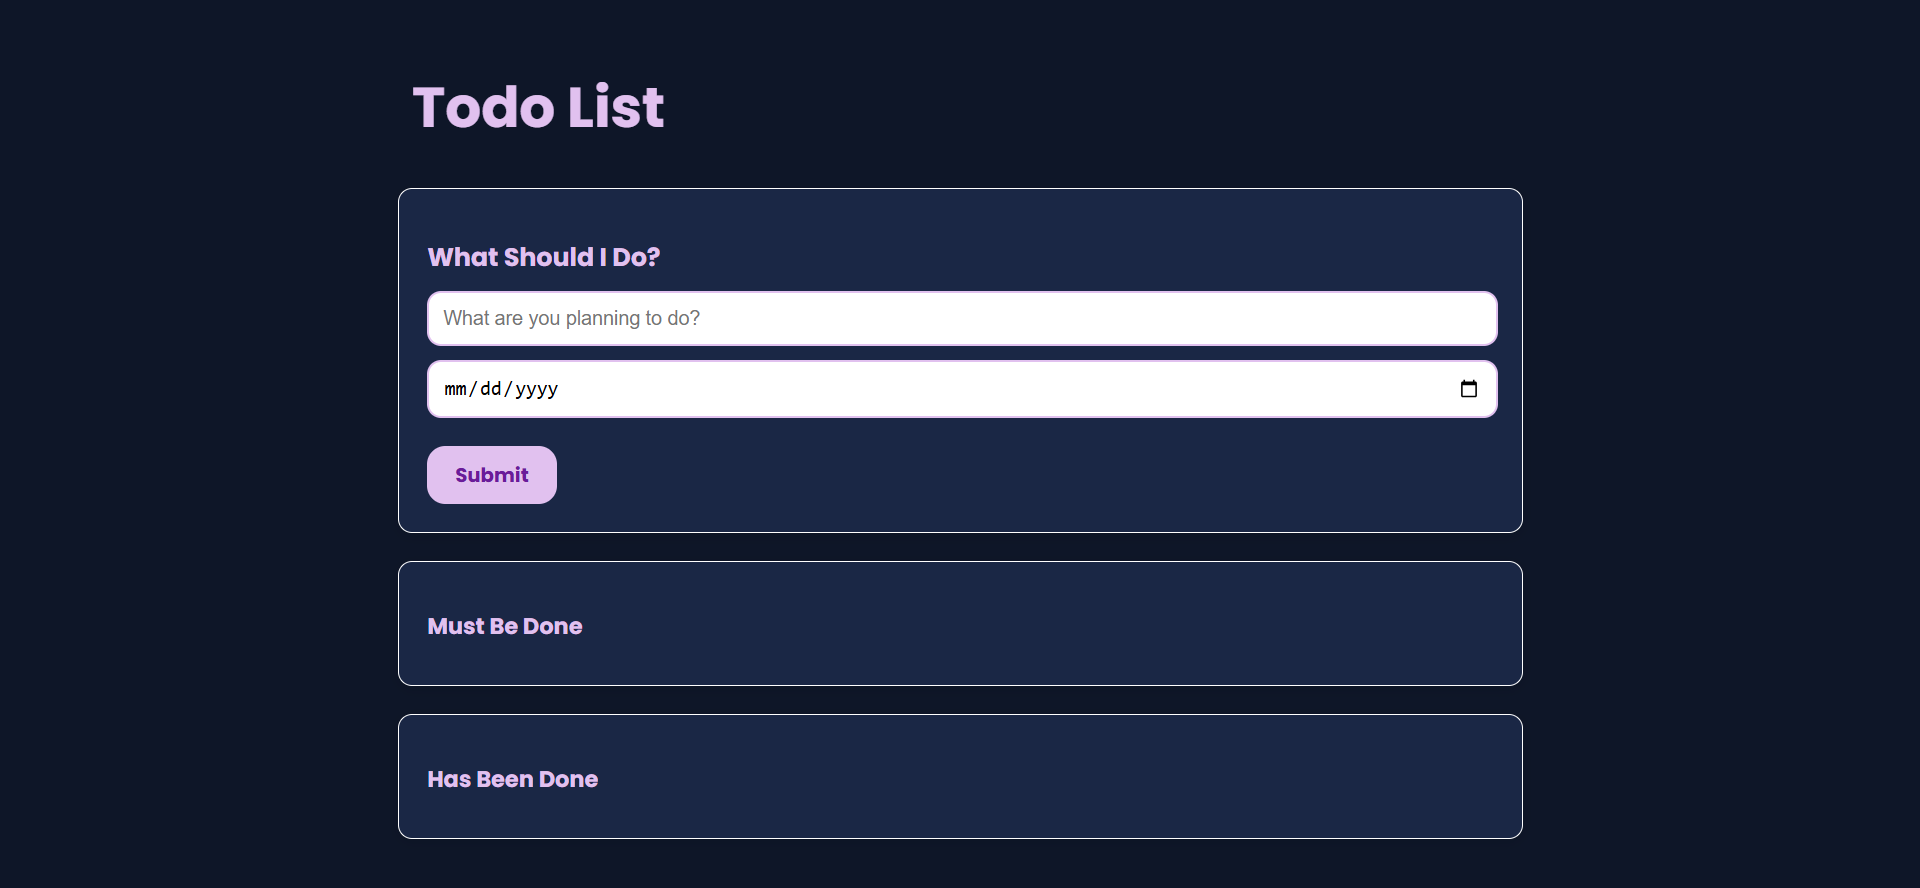 Todo List
What Should I Do?
What are you planning to do?
mm/dd/yyyy
Submit
Must Be Done
Has Been Done